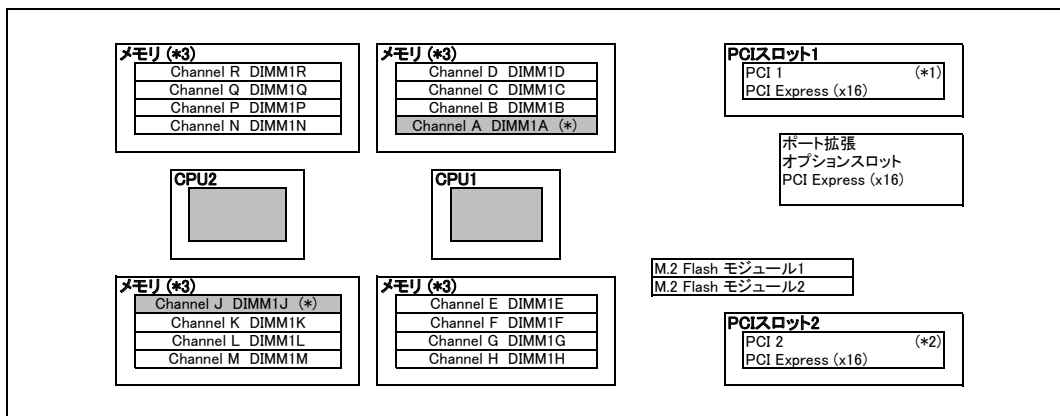 メモリ (*3)
Channel R DIMM1R
Channel Q DIMM1Q
Channel P DIMM1P
Channel N DIMM1N
メモリ (*3)
Channel D DIMM1D
Channel C DIMM1C
Channel B DIMM1B
Channel A DIMM1A (*)
PCIスロット1
PCI 1 (*1)
PCI Express (x16)
ポート拡張
オプションスロット
PCI Express (x16)
CPU2
CPU1
M.2 Flash モジュール1
M.2 Flash モジュール2
メモリ (*3)
Channel J DIMM1J (*)
Channel K DIMM1K
Channel L DIMM1L
Channel M DIMM1M
メモリ (*3)
Channel E DIMM1E
Channel F DIMM1F
Channel G DIMM1G
Channel H DIMM1H
PCIスロット2
PCI 2 (*2)
PCI Express (x16)